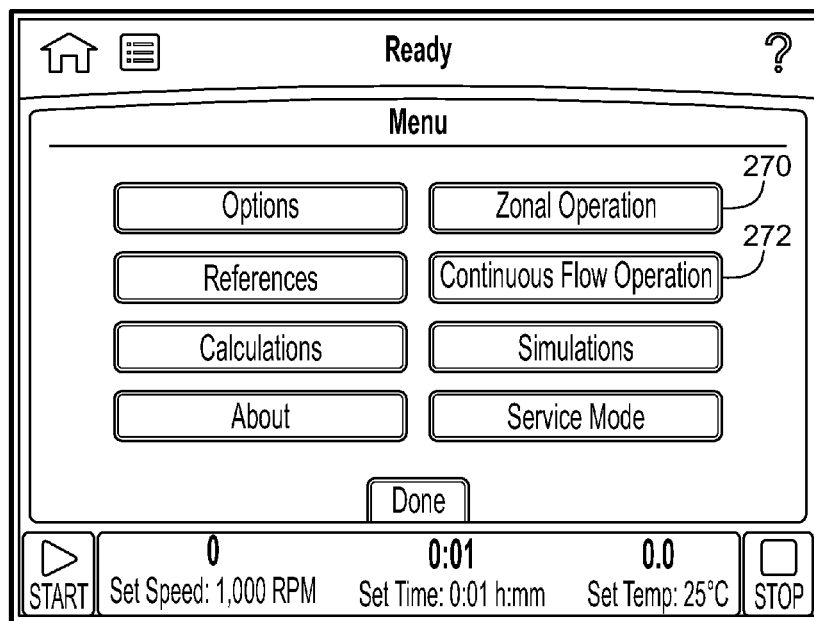 Ready
?
Menu
270
Options
Zonal Operation
272
References
Continuous Flow Operation
Calculations
Simulations
About
Service Mode
Done
0
0:01
0.0
START
Set Speed: 1,000 RPM
Set Time: 0:01 h:mm
Set Temp: 25°C
STOP